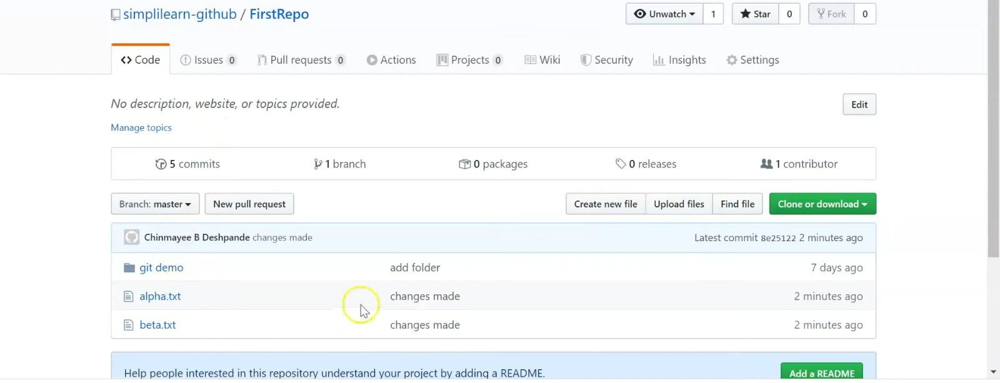 simplilearn-github / FirstRepo Unwatch 1 Star 0 Fork 0
Code Issues 0 Pull requests 0 Actions Projects 0 Wiki Security Insights Settings
No description, website, or topics provided. Edit
Manage topics
5 commits 1 branch 0 packages 0 releases 1 contributor
Branch: master New pull request Create new file Upload files Find file Clone or download
Chinmayee B Deshpande changes made Latest commit 8e25122 2 minutes ago
git demo add folder 7 days ago
alpha.txt changes made 2 minutes ago
beta.txt changes made 2 minutes ago
Help people interested in this repository understand your project by adding a README. Add a README